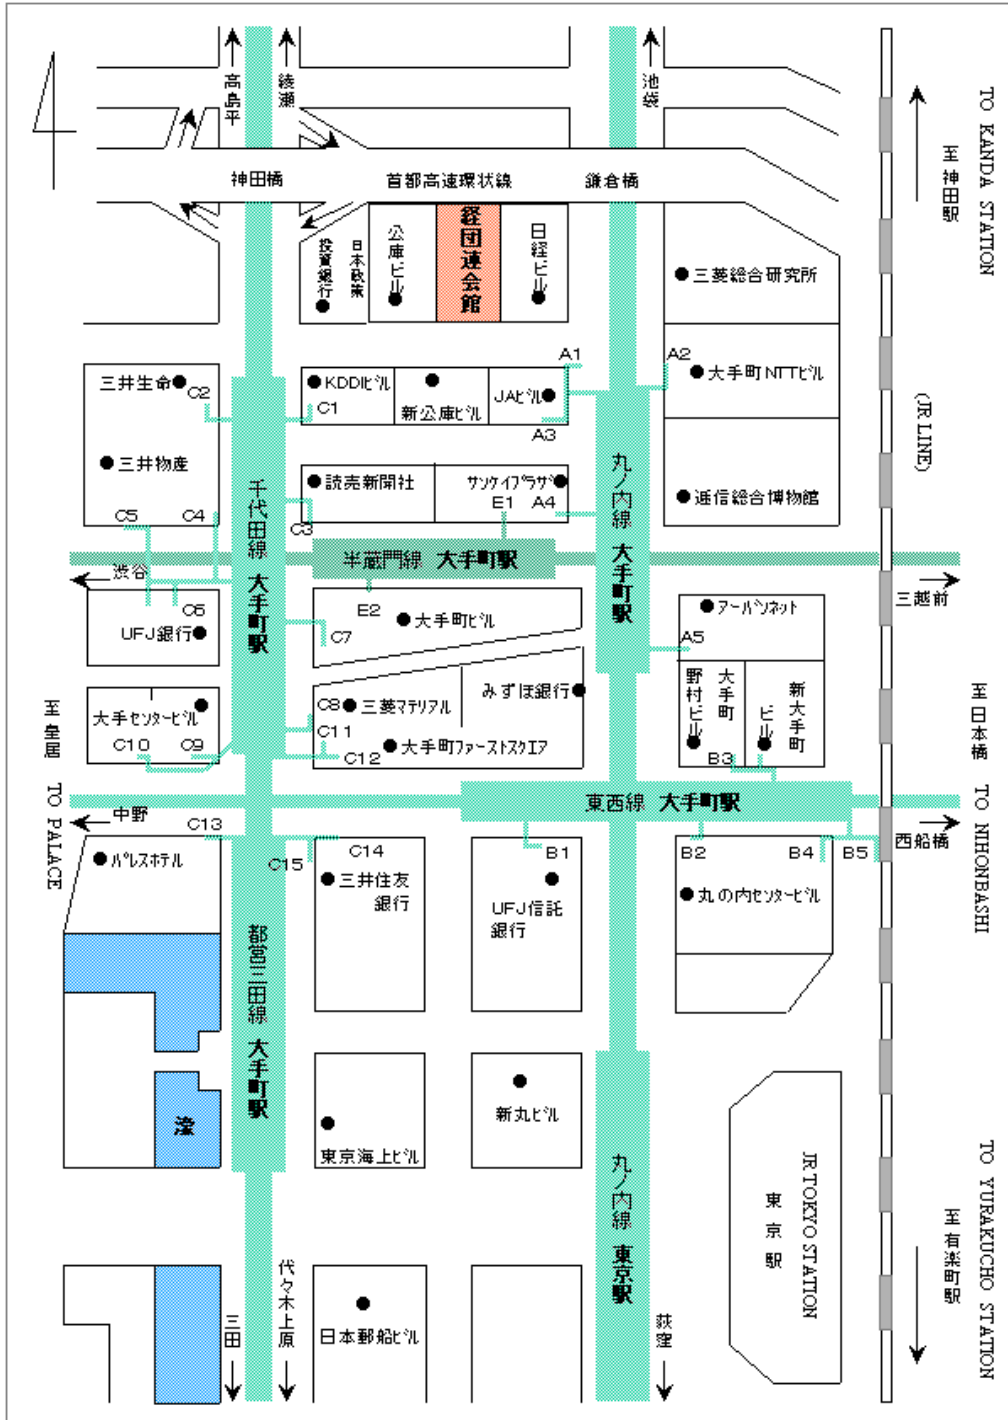 高島平
綾瀬
池袋
TO KANDA STATION
至神田駅
神田橋
首都高速環状線
鎌倉橋
日本政策
投資銀行
公庫ビル
経団連会館
日経ビル
三菱総合研究所
A1
A2
三井生命
C2
KDDIビル
C1
新公庫ビル
JAビル
A3
大手町NTTビル
(JR LINE)
三井物産
千代田線 大手町駅
読売新聞社
サンケイプラザ
E1
A4
丸ノ内線 大手町駅
逓信総合博物館
C5
C4
C3
半蔵門線 大手町駅
渋谷
三越前
C6
UFJ銀行
E2
大手町ビル
C7
アーバンネット
A5
大手町
野村ビル
新大手町
ビル
至皇居
TO PALACE
大手センタービル
C10
C9
C8
三菱マテリアル
みずほ銀行
C11
大手町ファーストスクエア
C12
B3
至日本橋
TO NIHONBASHI
東西線 大手町駅
中野
西船橋
C13
C14
C15
B1
B2
B4
B5
パレスホテル
三井住友
銀行
UFJ信託
銀行
丸の内センタービル
都営三田線 大手町駅
濠
東京海上ビル
新丸ビル
丸ノ内線 東京駅
東京駅
JR TOKYO STATION
至有楽町駅
TO YURAKUCHO STATION
三田
代々木上原
日本郵船ビル
荻窪